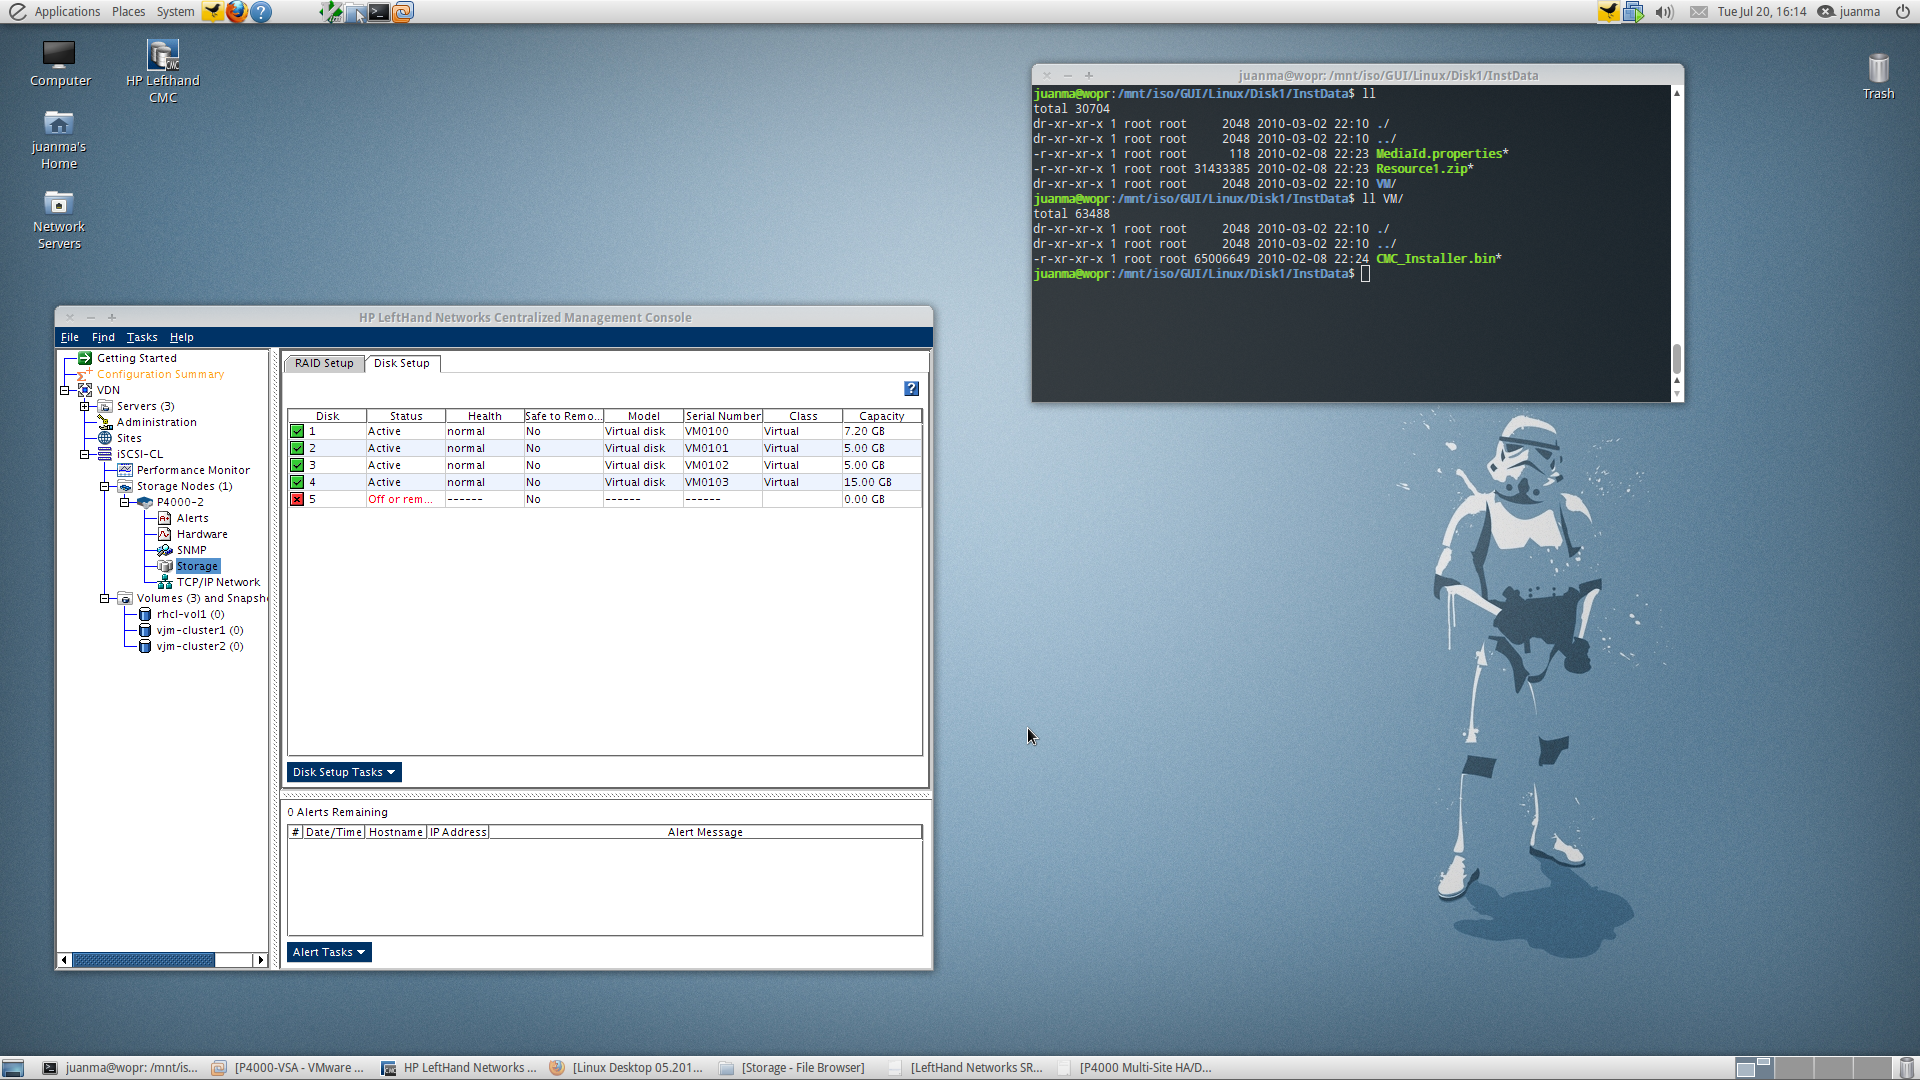 Applications Places System
Tue Jul 20, 16:14 juanma
Computer
HP Lefthand CMC
juanma's Home
Network Servers
Trash
juanma@wopr: /mnt/iso/GUI/Linux/Disk1/InstData
juanma@wopr:/mnt/iso/GUI/Linux/Disk1/InstData$ ll
total 30704
dr-xr-xr-x 1 root root 2048 2010-03-02 22:10 ./
dr-xr-xr-x 1 root root 2048 2010-03-02 22:10 ../
-r-xr-xr-x 1 root root 118 2010-02-08 22:23 MediaId.properties*
-r-xr-xr-x 1 root root 31433385 2010-02-08 22:23 Resource1.zip*
dr-xr-xr-x 1 root root 2048 2010-03-02 22:10 VM/
juanma@wopr:/mnt/iso/GUI/Linux/Disk1/InstData$ ll VM/
total 63488
dr-xr-xr-x 1 root root 2048 2010-03-02 22:10 ./
dr-xr-xr-x 1 root root 2048 2010-03-02 22:10 ../
-r-xr-xr-x 1 root root 65006649 2010-02-08 22:24 CMC_Installer.bin*
juanma@wopr:/mnt/iso/GUI/Linux/Disk1/InstData$
HP LeftHand Networks Centralized Management Console
File Find Tasks Help
Getting Started
Configuration Summary
VDN
Servers (3)
Administration
Sites
iSCSI-CL
Performance Monitor
Storage Nodes (1)
P4000-2
Alerts
Hardware
SNMP
Storage
TCP/IP Network
Volumes (3) and Snapsh
rhcl-vol1 (0)
vjm-cluster1 (0)
vjm-cluster2 (0)
RAID Setup Disk Setup
?
Disk Status Health Safe to Remo... Model Serial Number Class Capacity
1 Active normal No Virtual disk VM0100 Virtual 7.20 GB
2 Active normal No Virtual disk VM0101 Virtual 5.00 GB
3 Active normal No Virtual disk VM0102 Virtual 5.00 GB
4 Active normal No Virtual disk VM0103 Virtual 15.00 GB
5 Off or rem... ------ No ------ ------ 0.00 GB
Disk Setup Tasks
0 Alerts Remaining
# Date/Time Hostname IP Address Alert Message
Alert Tasks
juanma@wopr: /mnt/is... [P4000-VSA - VMware ... HP LeftHand Networks ... [Linux Desktop 05.201... [Storage - File Browser] [LeftHand Networks SR... [P4000 Multi-Site HA/D...